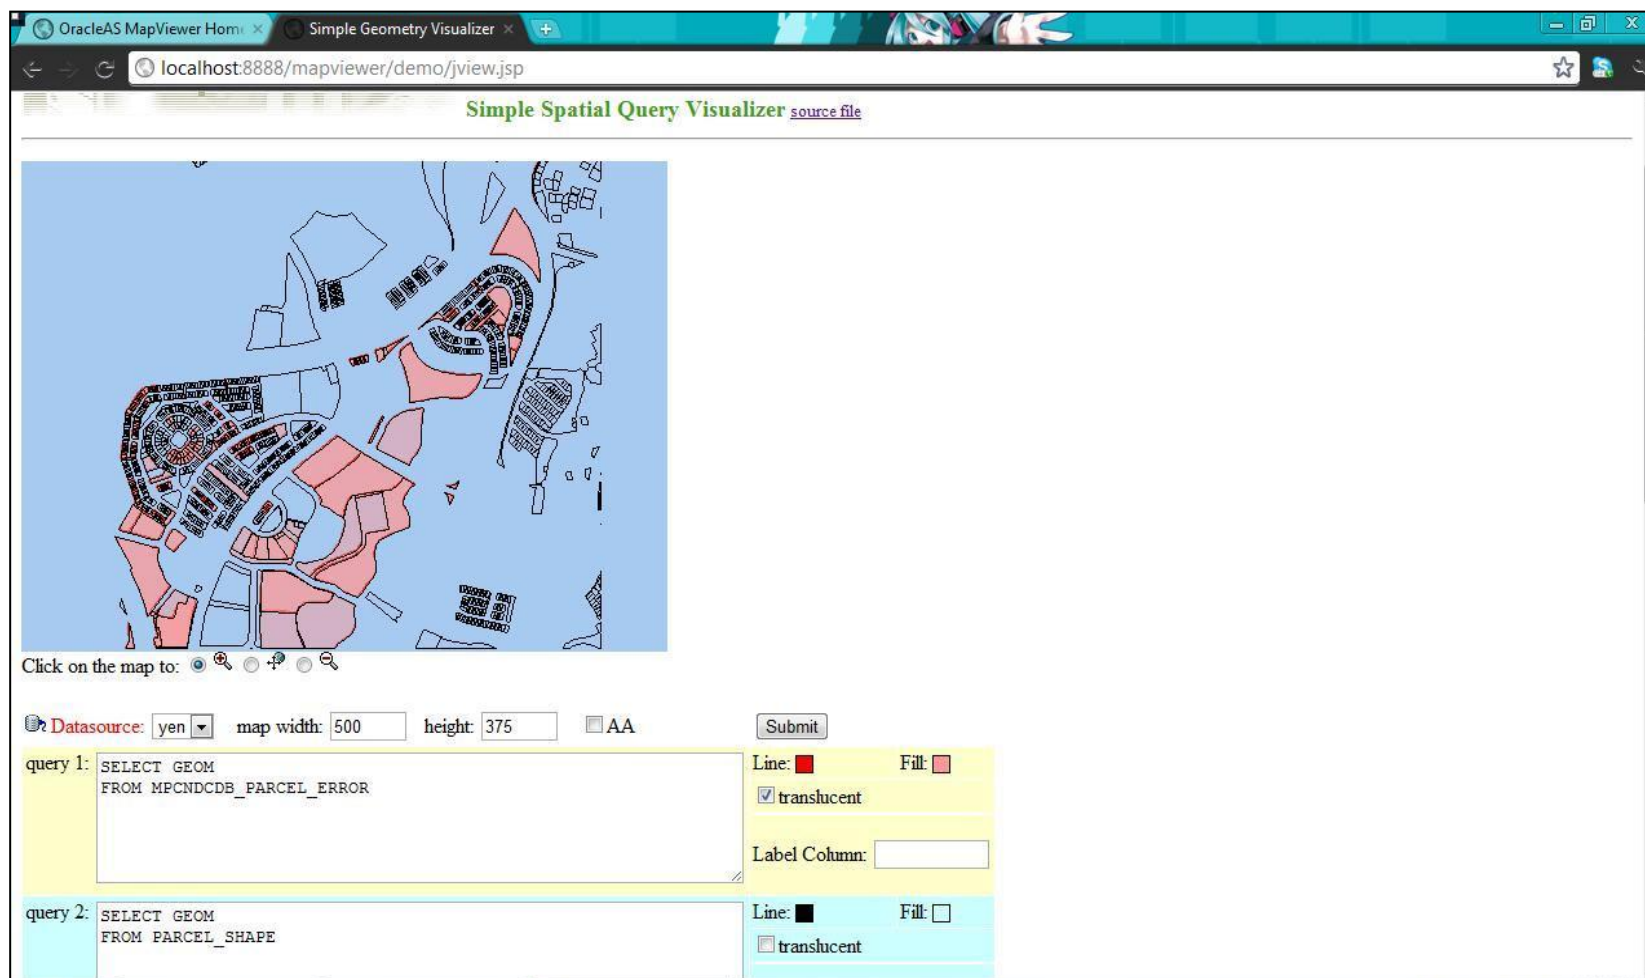 OracleAS MapViewer Hom
Simple Geometry Visualizer
localhost:8888/mapviewer/demo/jview.jsp
Simple Spatial Query Visualizer source file
Click on the map to:
Datasource: yen map width: 500 height: 375 AA Submit
query 1: SELECT GEOM
FROM MPCNDCDB_PARCEL_ERROR
Line: Fill:
translucent
Label Column:
query 2: SELECT GEOM
FROM PARCEL_SHAPE
Line: Fill:
translucent